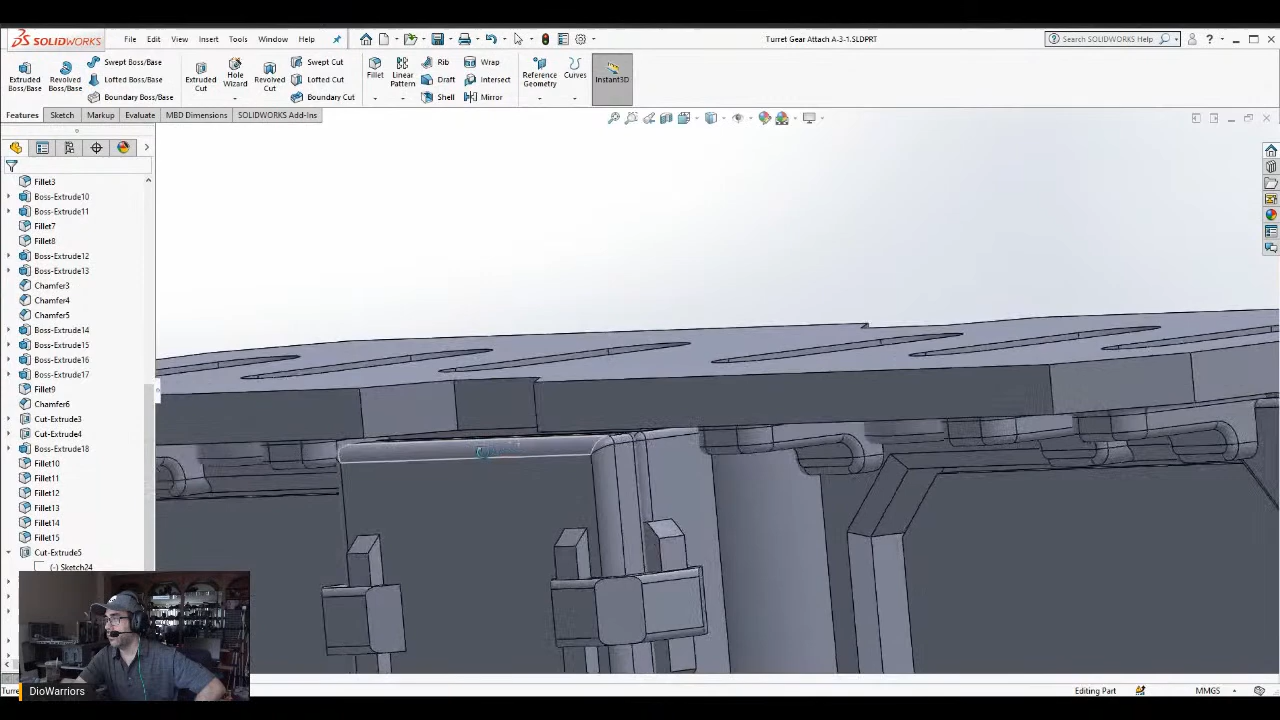 SOLIDWORKS
File
Edit
View
Insert
Tools
Window
Help
Turret Gear Attach A-3-1.SLDPRT
Search SOLIDWORKS Help
Extruded Boss/Base
Revolved Boss/Base
Swept Boss/Base
Lofted Boss/Base
Boundary Boss/Base
Extruded Cut
Hole Wizard
Revolved Cut
Swept Cut
Lofted Cut
Boundary Cut
Fillet
Linear Pattern
Rib
Draft
Shell
Wrap
Intersect
Mirror
Reference Geometry
Curves
Instant3D
Features
Sketch
Markup
Evaluate
MBD Dimensions
SOLIDWORKS Add-Ins
Fillet3
Boss-Extrude10
Boss-Extrude11
Fillet7
Fillet8
Boss-Extrude12
Boss-Extrude13
Chamfer3
Chamfer4
Chamfer5
Boss-Extrude14
Boss-Extrude15
Boss-Extrude16
Boss-Extrude17
Fillet9
Chamfer6
Cut-Extrude3
Cut-Extrude4
Boss-Extrude18
Fillet10
Fillet11
Fillet12
Fillet13
Fillet14
Fillet15
Cut-Extrude5
(-) Sketch24
DioWarriors
Editing Part
MMGS